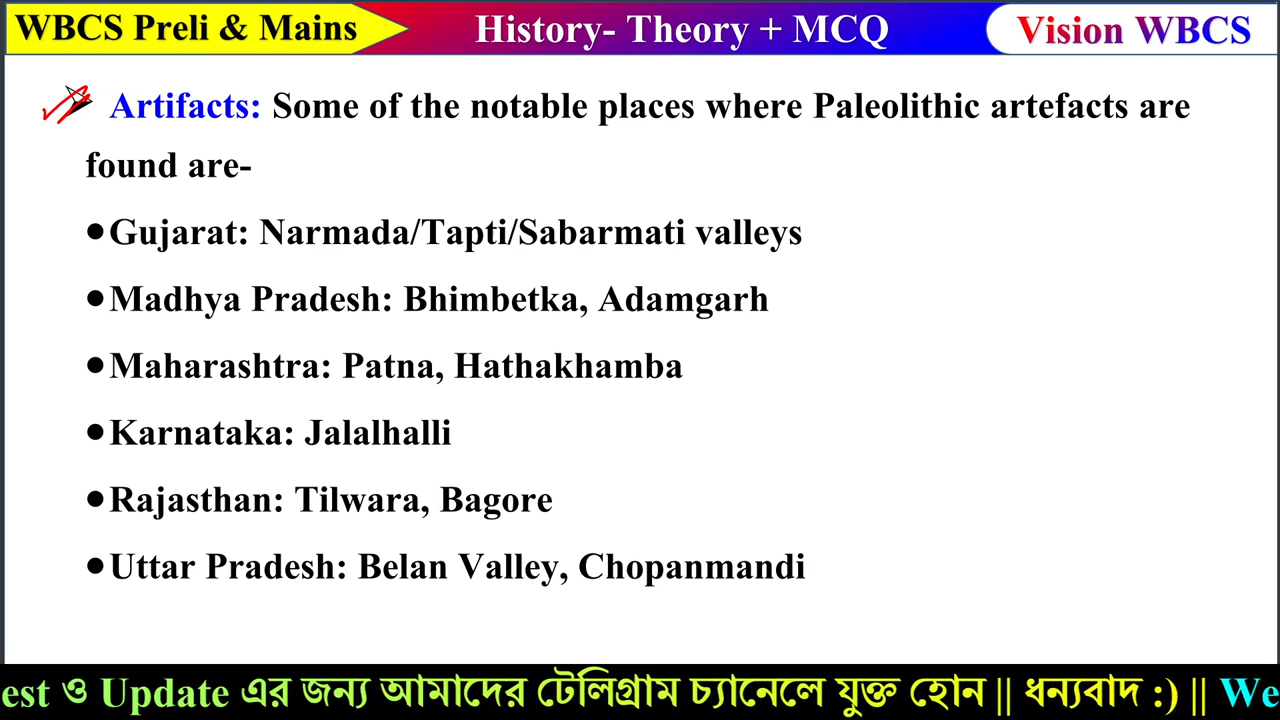 WBCS Preli & Mains
History- Theory + MCQ
Vision WBCS
Artifacts: Some of the notable places where Paleolithic artefacts are
found are-
•Gujarat: Narmada/Tapti/Sabarmati valleys
•Madhya Pradesh: Bhimbetka, Adamgarh
•Maharashtra: Patna, Hathakhamba
•Karnataka: Jalalhalli
•Rajasthan: Tilwara, Bagore
•Uttar Pradesh: Belan Valley, Chopanmandi
est ও Update এর জন্য আমাদের টেলিগ্রাম চ্যানেলে যুক্ত হোন || ধন্যবাদ :) || We